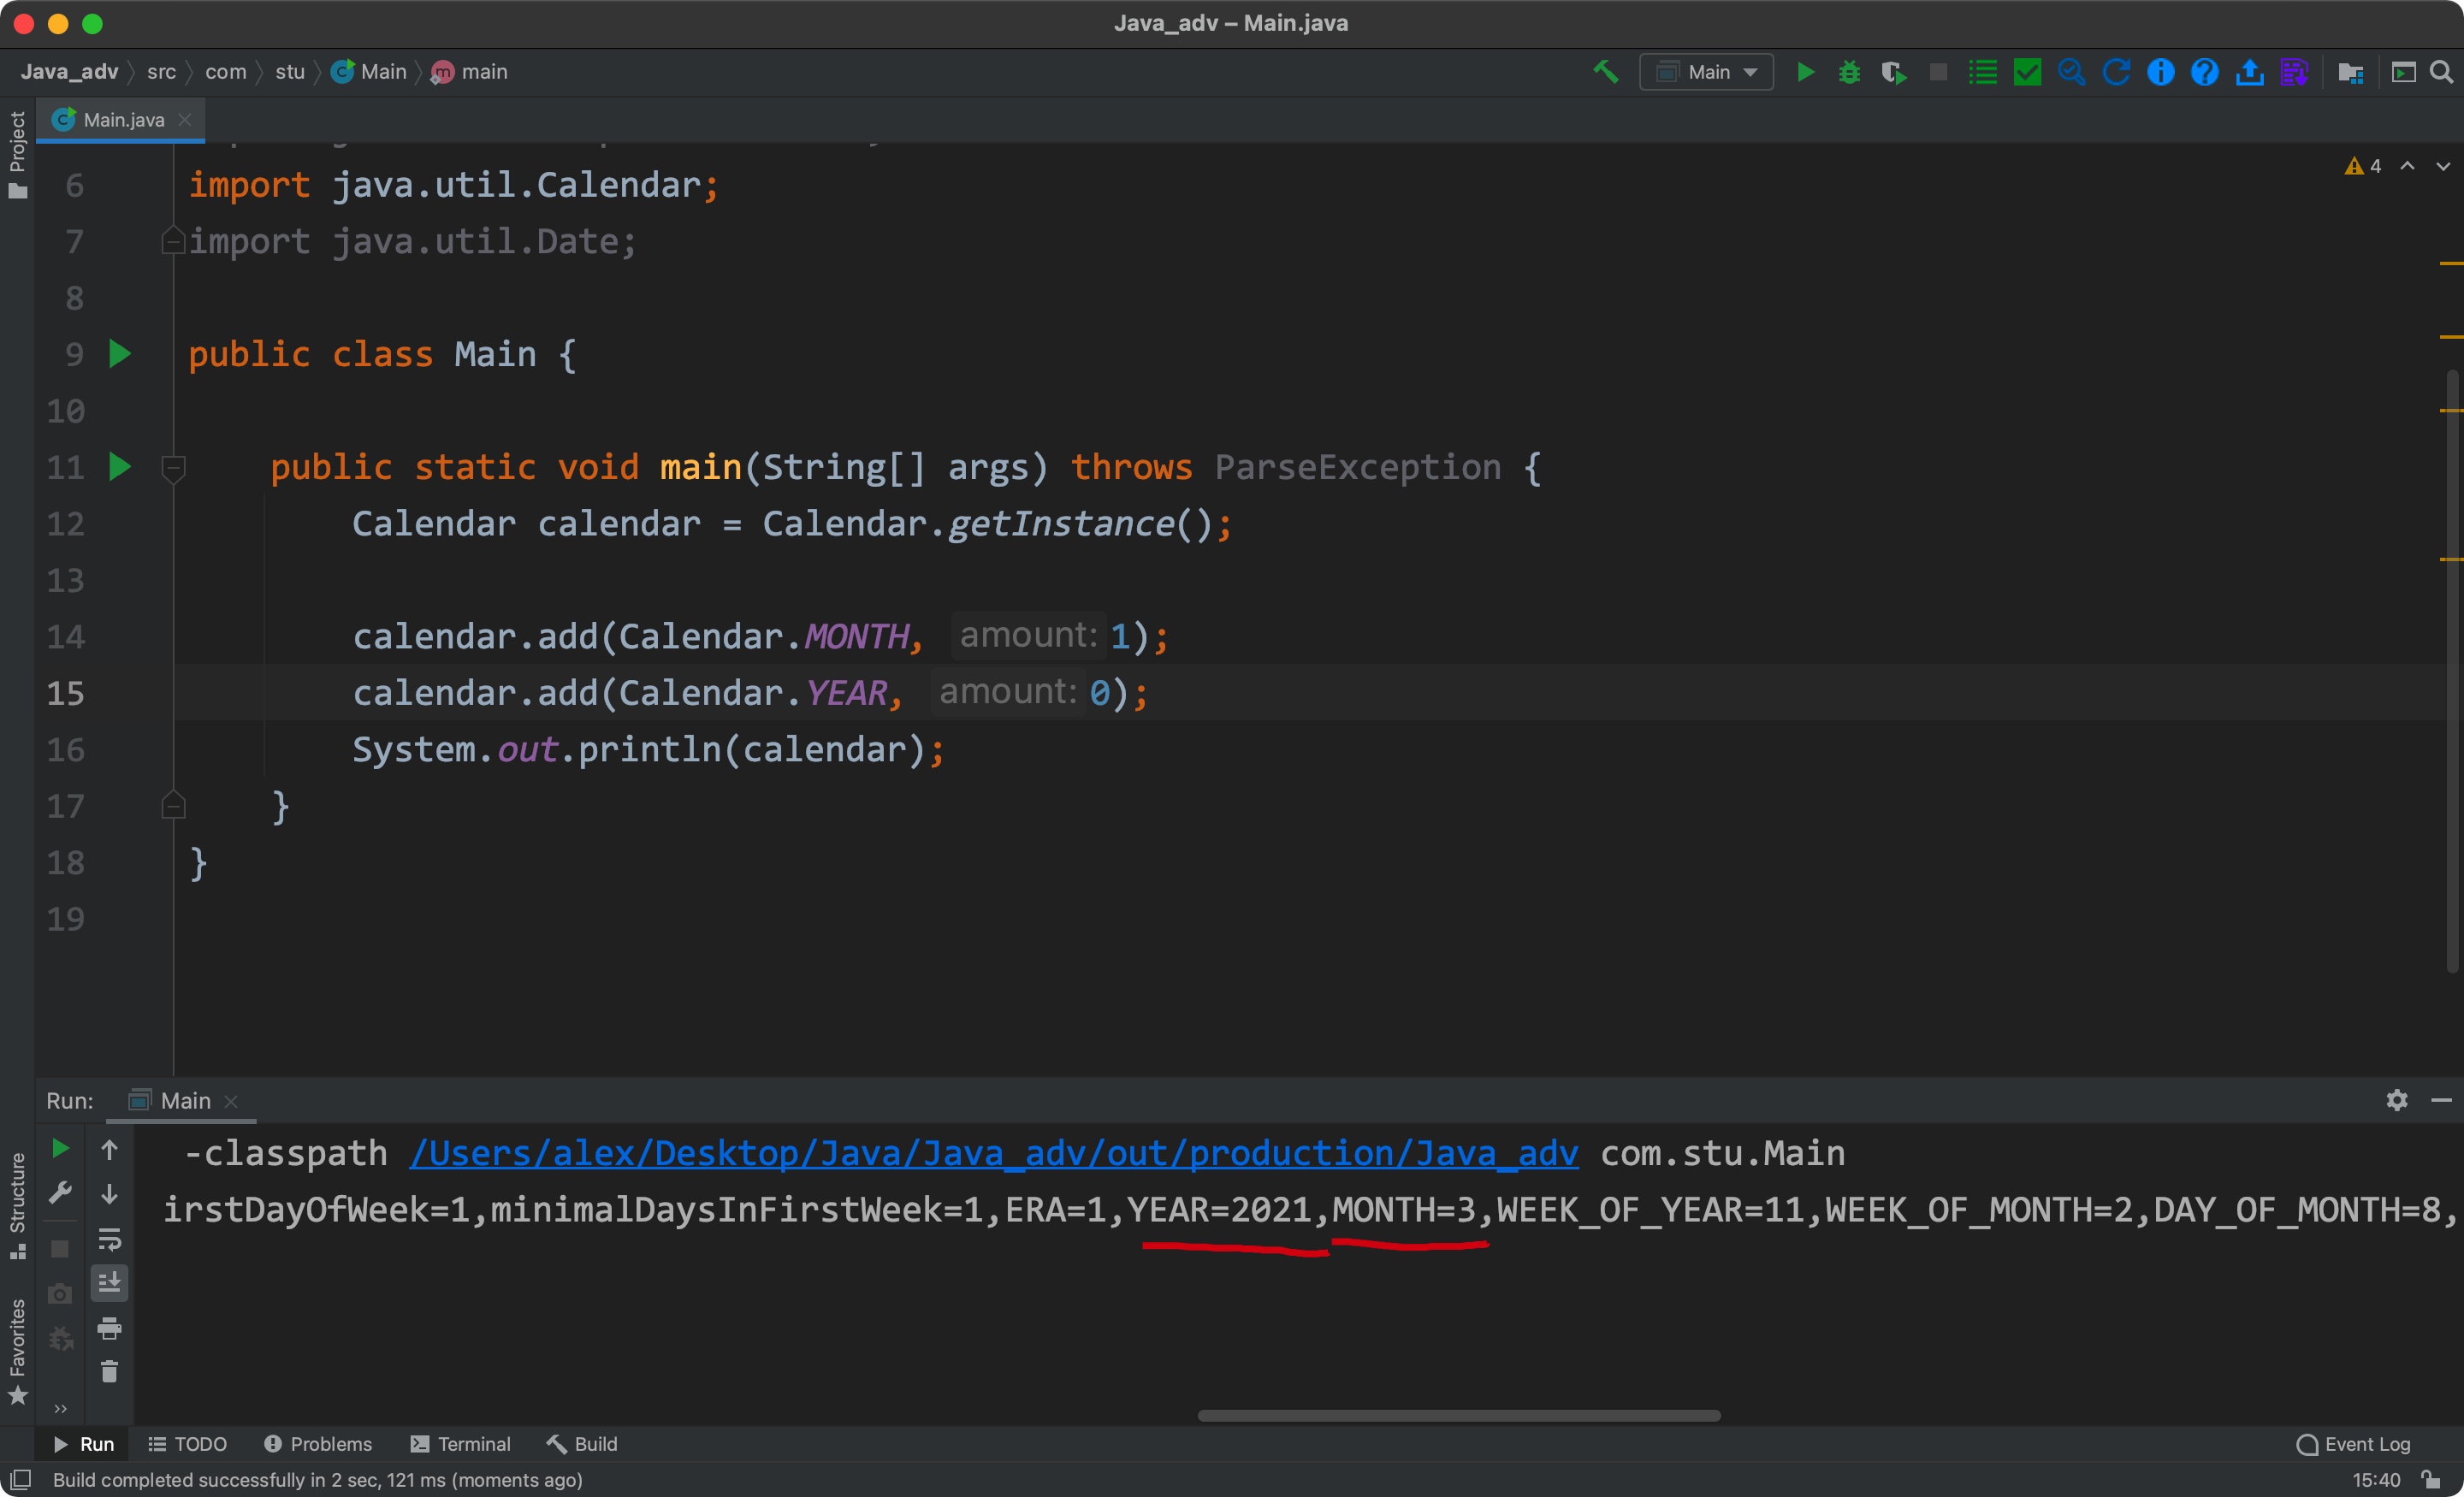 Java_adv – Main.java
Java_adv src com stu Main main
Main
Main.java
Project
4
6 import java.util.Calendar;
7 import java.util.Date;
8
9 public class Main {
10
11 public static void main(String[] args) throws ParseException {
12 Calendar calendar = Calendar.getInstance();
13
14 calendar.add(Calendar.MONTH, amount: 1);
15 calendar.add(Calendar.YEAR, amount: 0);
16 System.out.println(calendar);
17 }
18 }
19
Run: Main
-classpath /Users/alex/Desktop/Java/Java_adv/out/production/Java_adv com.stu.Main
irstDayOfWeek=1,minimalDaysInFirstWeek=1,ERA=1,YEAR=2021,MONTH=3,WEEK_OF_YEAR=11,WEEK_OF_MONTH=2,DAY_OF_MONTH=8,
Structure
Favorites
Run TODO Problems Terminal Build Event Log
Build completed successfully in 2 sec, 121 ms (moments ago) 15:40